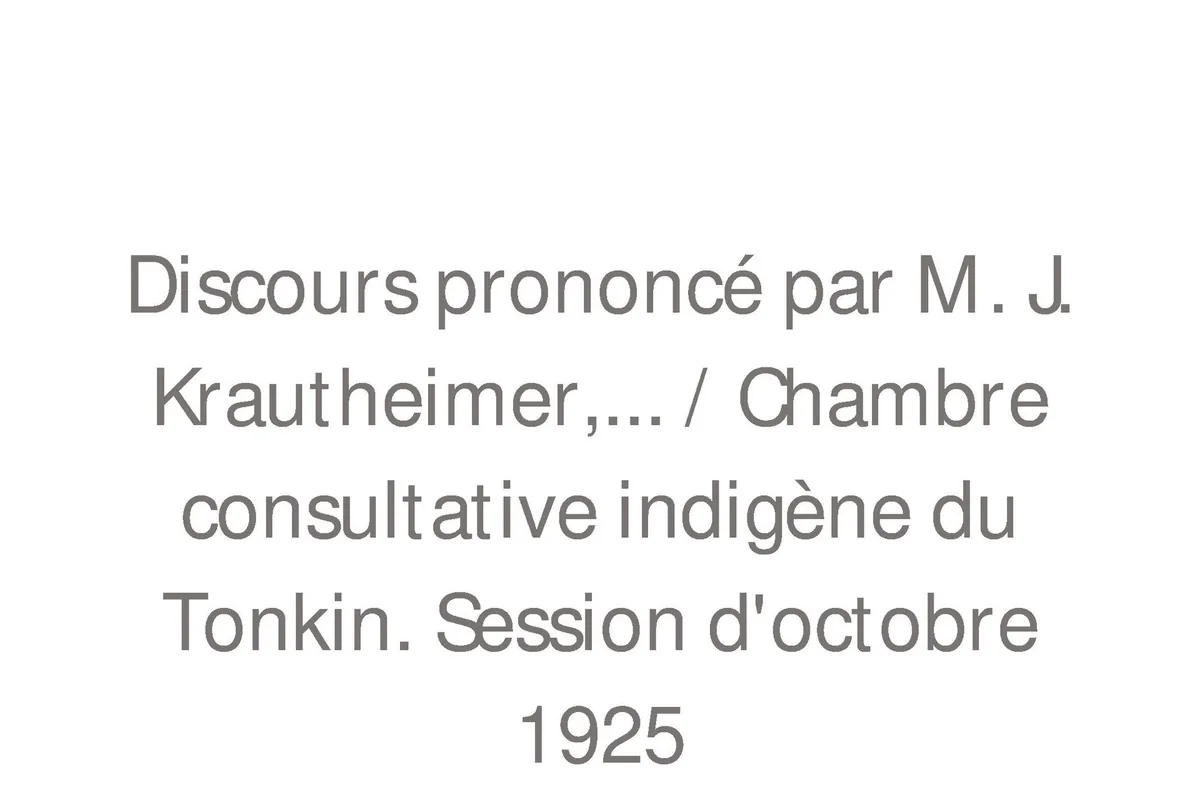 Discours prononcé par M. J.
Krautheimer,... / Chambre
consultative indigène du
Tonkin. Session d'octobre
1925